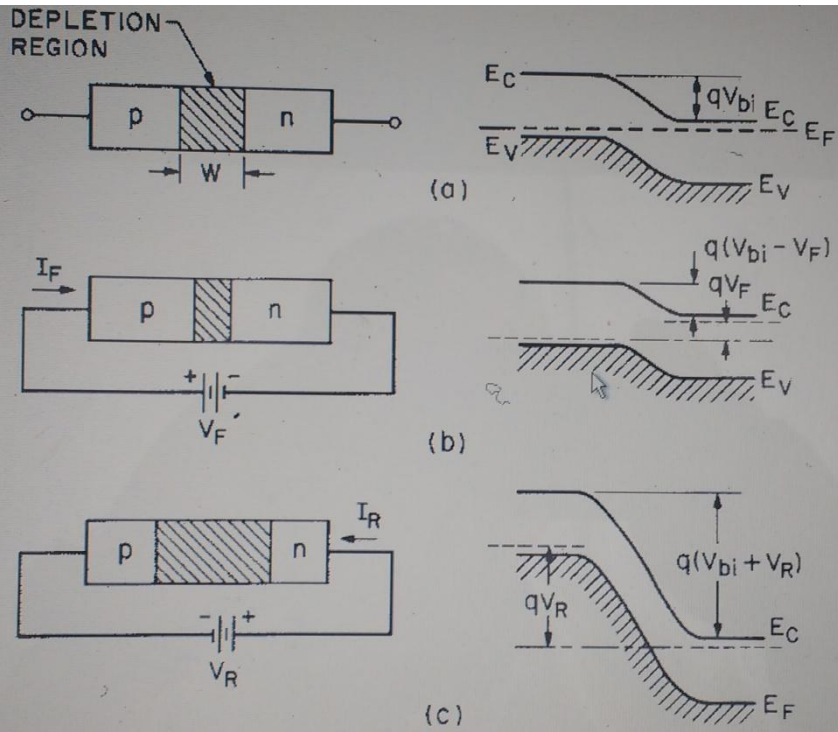 DEPLETION
REGION
p
n
W
(a)
E_C
qV_bi
E_C
E_F
E_V
E_V
I_F
p
n
+
-
V_F
(b)
q(V_bi - V_F)
qV_F
E_C
E_V
p
n
I_R
-
+
V_R
(c)
q(V_bi + V_R)
qV_R
E_C
E_F